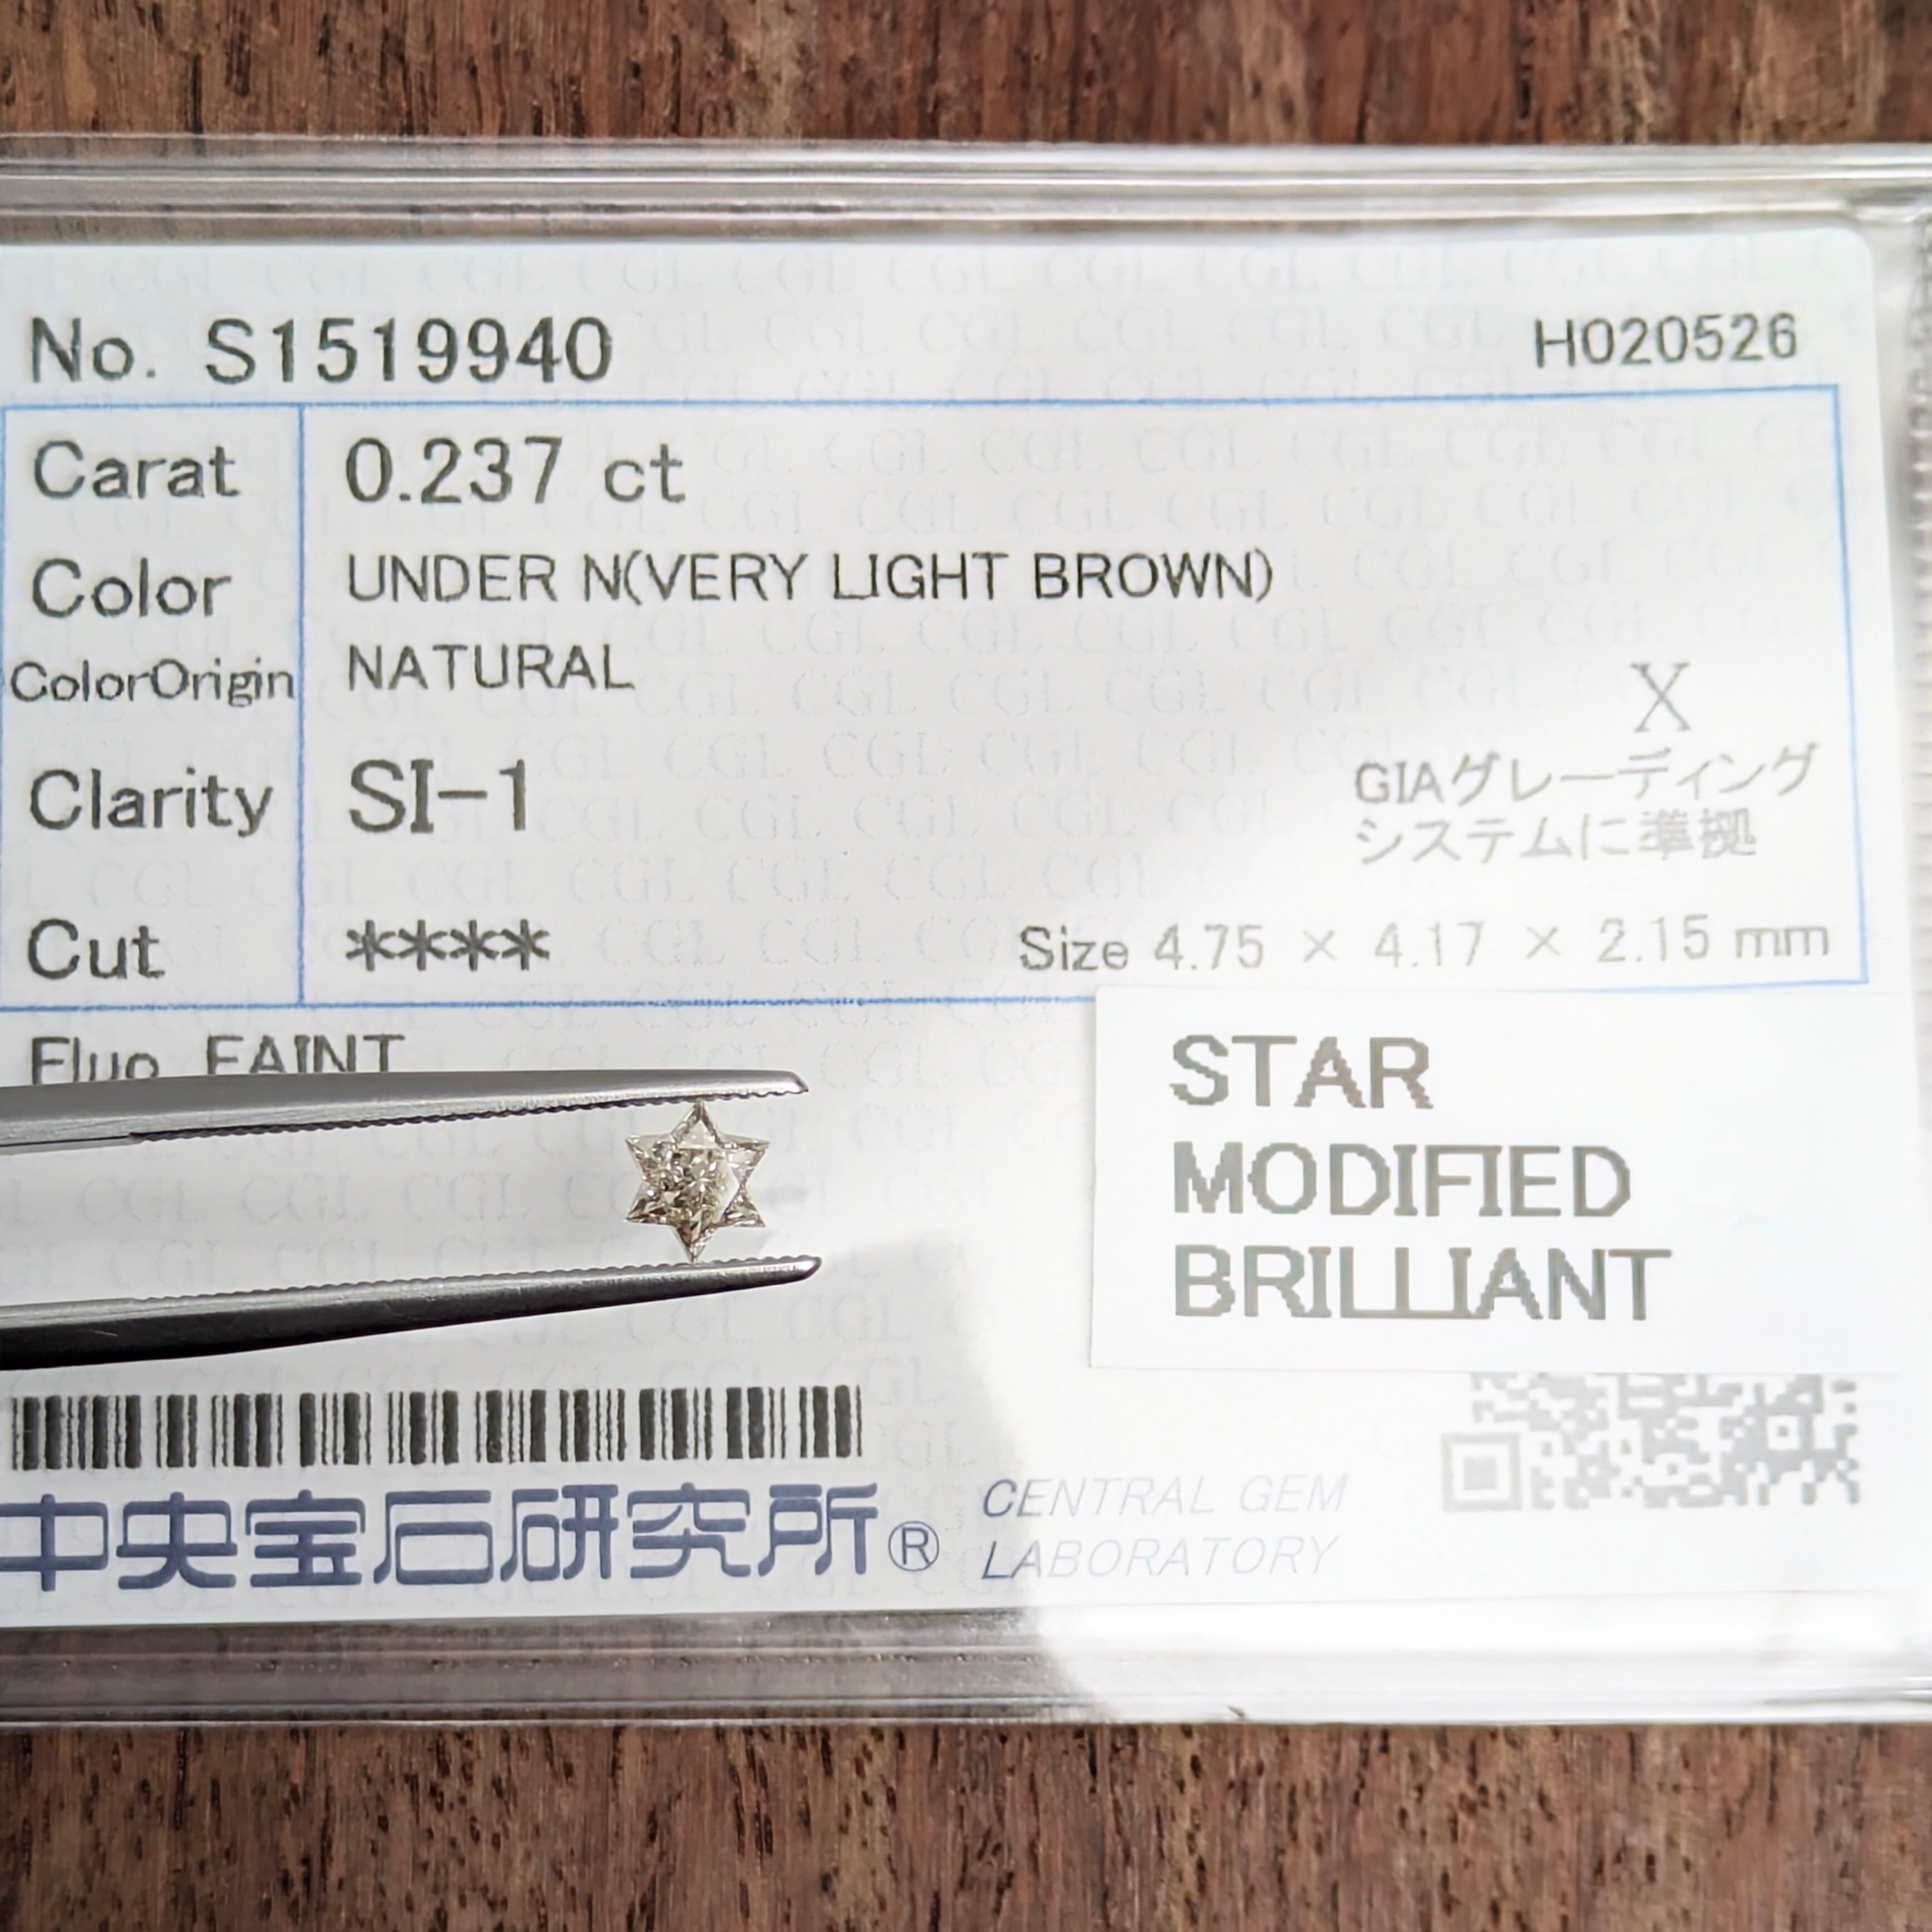 No. S1519940 H020526
Carat 0.237 ct
Color UNDER N(VERY LIGHT BROWN)
ColorOrigin NATURAL
X
GIAグレーディング
システムに準拠
Clarity SI-1
Cut ****
Size 4.75 × 4.17 × 2.15 mm
Fluo FAINT
STAR
MODIFIED
BRILLIANT
中央宝石研究所®
CENTRAL GEM
LABORATORY